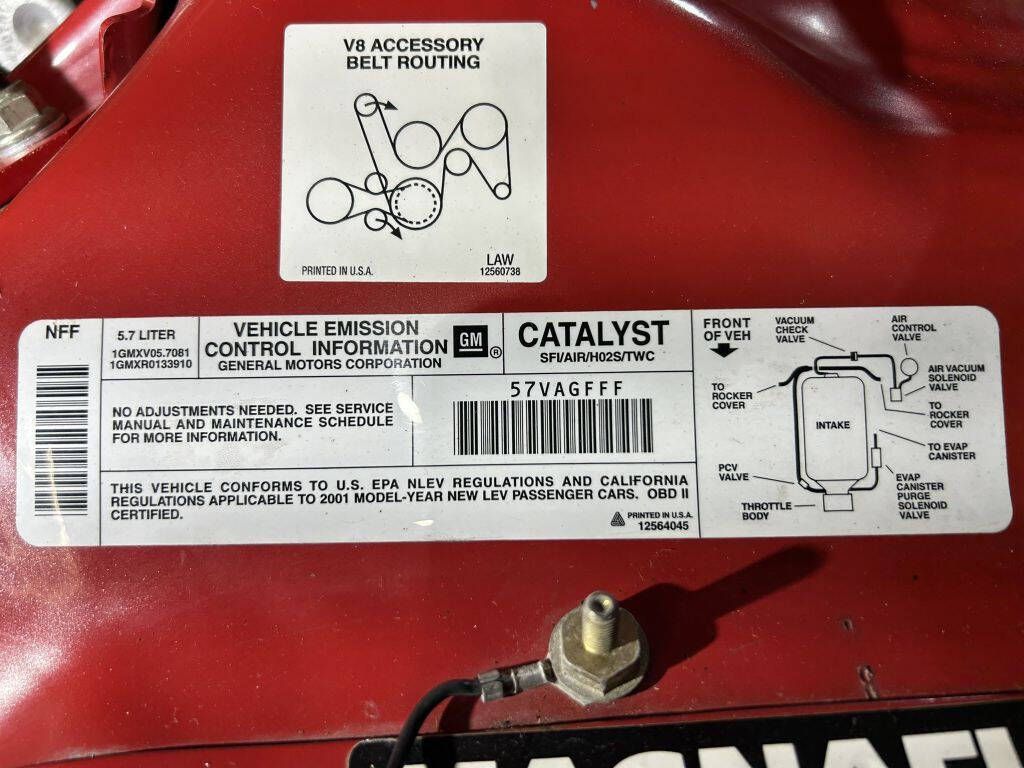 V8 ACCESSORY
BELT ROUTING
PRINTED IN U.S.A.
LAW
12560738
NFF
5.7 LITER
1GMXV05.7081
1GMXR0133910
VEHICLE EMISSION
CONTROL INFORMATION
GENERAL MOTORS CORPORATION
GM
®
CATALYST
SFI/AIR/H02S/TWC
NO ADJUSTMENTS NEEDED. SEE SERVICE
MANUAL AND MAINTENANCE SCHEDULE
FOR MORE INFORMATION.
57VAGFFF
THIS VEHICLE CONFORMS TO U.S. EPA NLEV REGULATIONS AND CALIFORNIA
REGULATIONS APPLICABLE TO 2001 MODEL-YEAR NEW LEV PASSENGER CARS. OBD II
CERTIFIED.
PRINTED IN U.S.A.
12564045
FRONT
OF VEH
VACUUM
CHECK
VALVE
AIR
CONTROL
VALVE
AIR VACUUM
SOLENOID
VALVE
TO
ROCKER
COVER
TO
ROCKER
COVER
INTAKE
TO EVAP
CANISTER
PCV
VALVE
EVAP
CANISTER
PURGE
SOLENOID
VALVE
THROTTLE
BODY